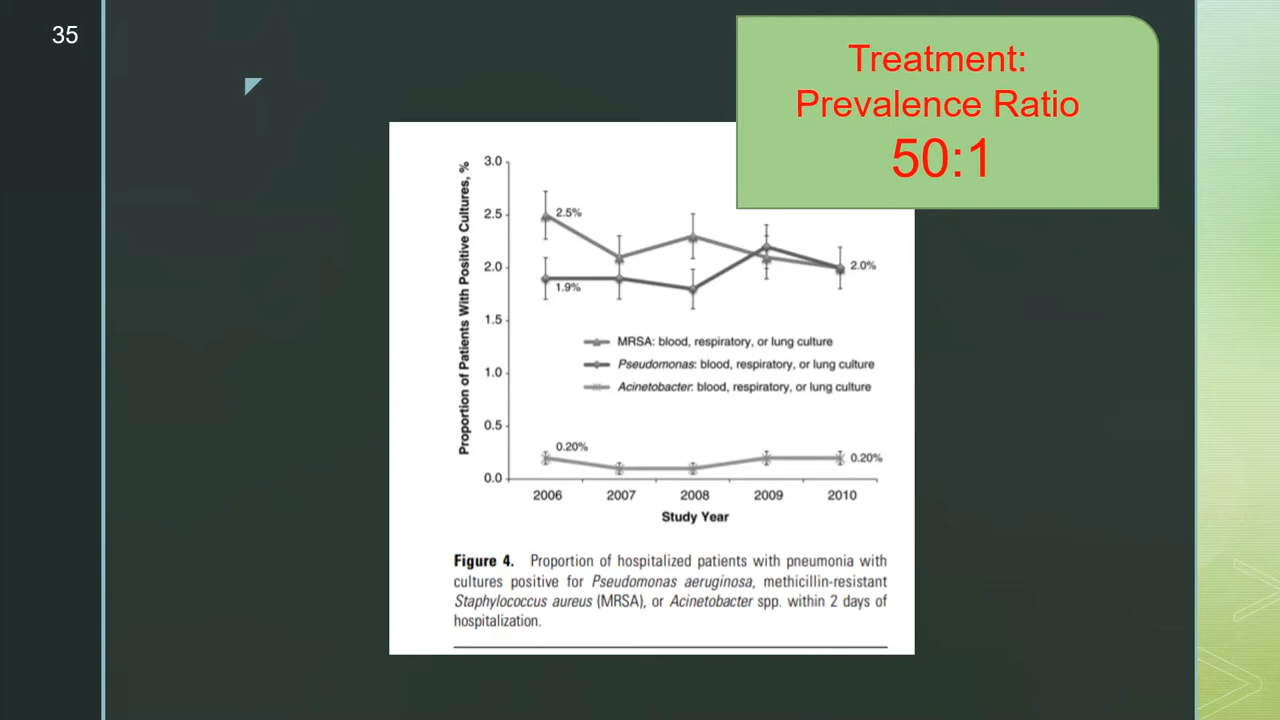 35
Treatment:
Prevalence Ratio
50:1
Proportion of Patients With Positive Cultures, %
3.0
2.5
2.0
1.5
1.0
0.5
0.0
2.5%
1.9%
2.0%
MRSA: blood, respiratory, or lung culture
Pseudomonas: blood, respiratory, or lung culture
Acinetobacter: blood, respiratory, or lung culture
0.20%
0.20%
2006 2007 2008 2009 2010
Study Year
Figure 4. Proportion of hospitalized patients with pneumonia with
cultures positive for Pseudomonas aeruginosa, methicillin-resistant
Staphylococcus aureus (MRSA), or Acinetobacter spp. within 2 days of
hospitalization.